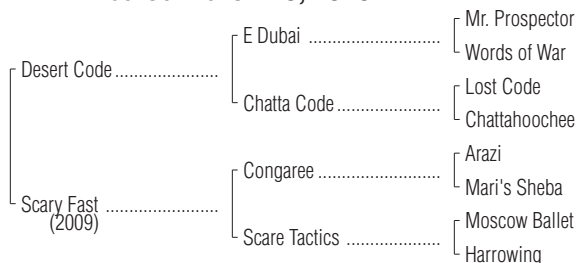 Mr. Prospector
E Dubai
Words of War
Desert Code
Lost Code
Chatta Code
Chattahoochee
Arazi
Congaree
Mari's Sheba
Scary Fast
(2009)
Moscow Ballet
Scare Tactics
Harrowing